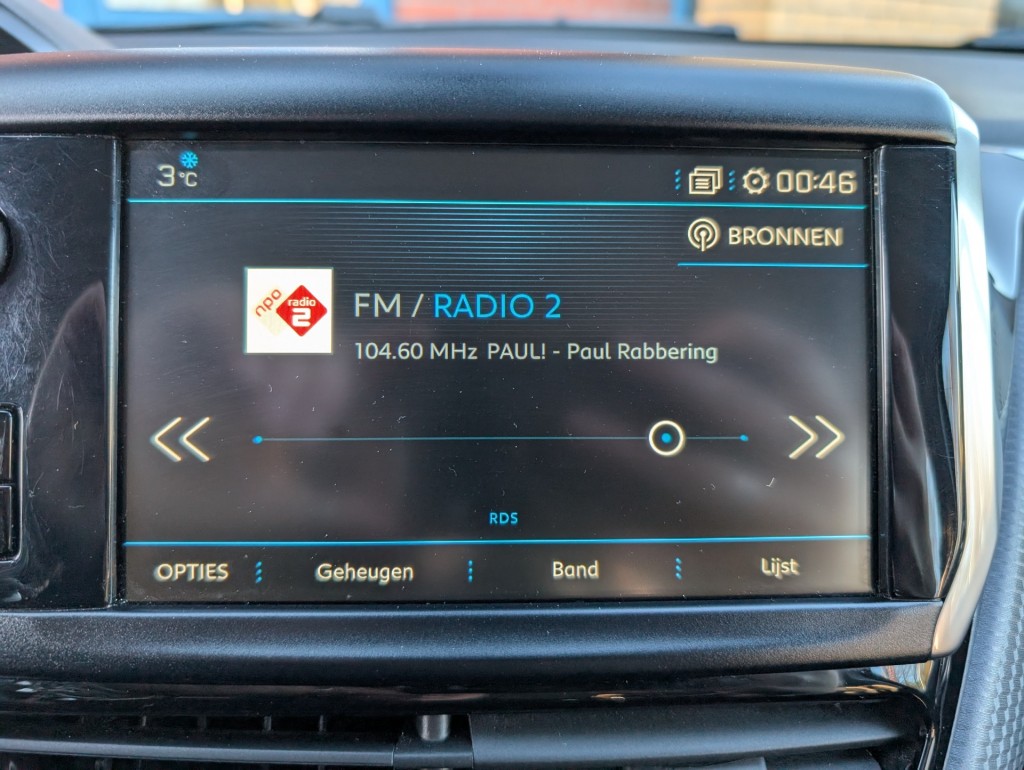 3°C
00:46
BRONNEN
npo radio 2
FM / RADIO 2
104.60 MHz PAUL! - Paul Rabbering
RDS
OPTIES Geheugen Band Lijst